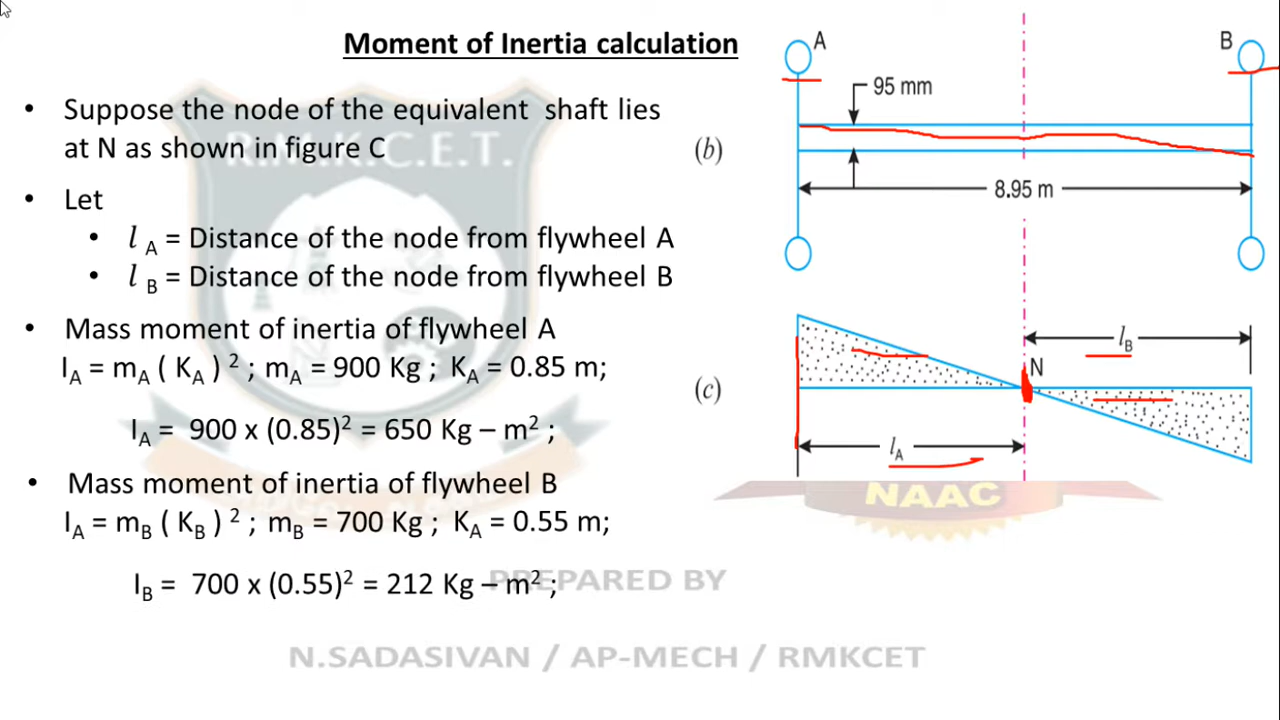 Moment of Inertia calculation
• Suppose the node of the equivalent shaft lies
at N as shown in figure C
• Let
• l A = Distance of the node from flywheel A
• l B = Distance of the node from flywheel B
• Mass moment of inertia of flywheel A
IA = mA ( KA ) 2 ; mA = 900 Kg ; KA = 0.85 m;
IA = 900 x (0.85)2 = 650 Kg – m2 ;
• Mass moment of inertia of flywheel B
IA = mB ( KB ) 2 ; mB = 700 Kg ; KA = 0.55 m;
IB = 700 x (0.55)2 = 212 Kg – m2 ;
A
B
95 mm
(b)
8.95 m
lB
N
(c)
lA
R.M.K.C.E.T.
NAAC
PREPARED BY
N.SADASIVAN / AP-MECH / RMKCET